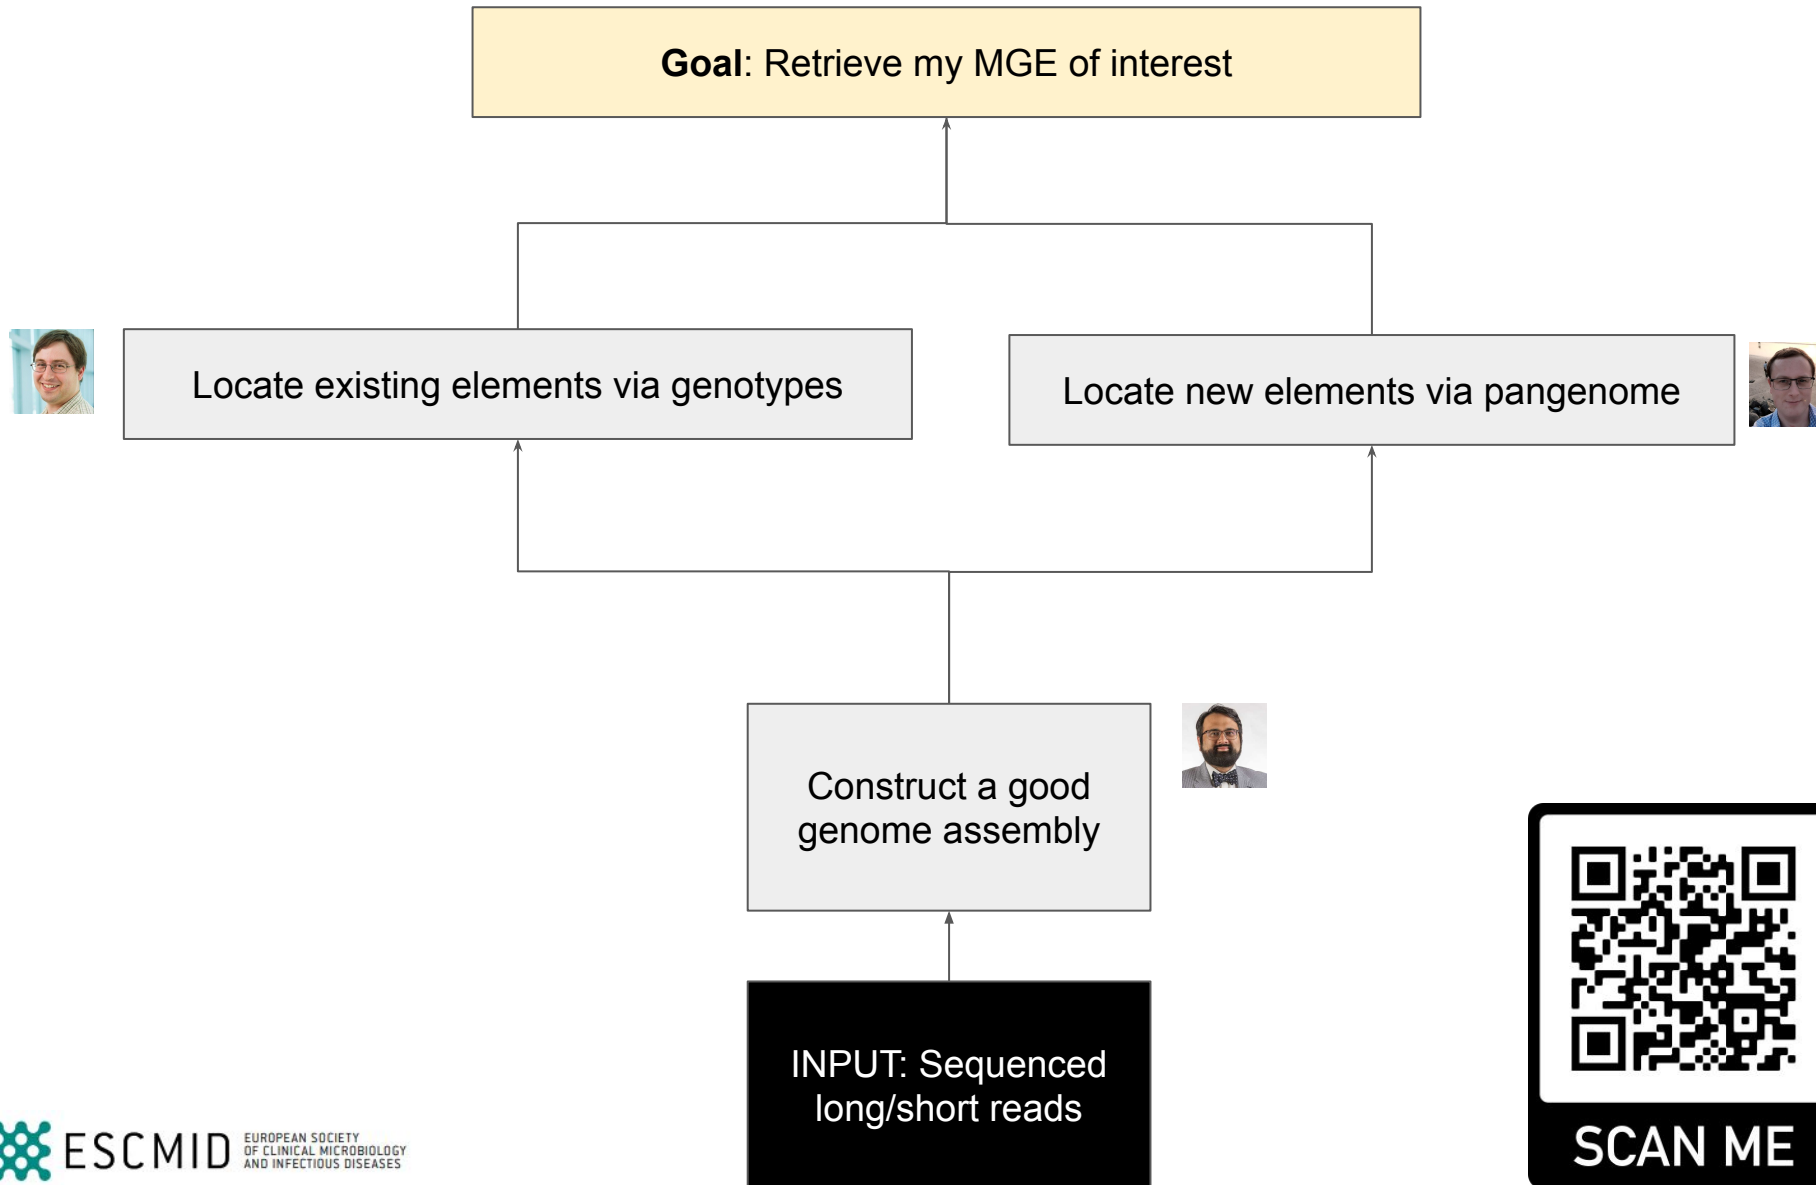 Goal: Retrieve my MGE of interest
Locate existing elements via genotypes
Locate new elements via pangenome
Construct a good
genome assembly
INPUT: Sequenced
long/short reads
ESCMID
EUROPEAN SOCIETY
OF CLINICAL MICROBIOLOGY
AND INFECTIOUS DISEASES
SCAN ME